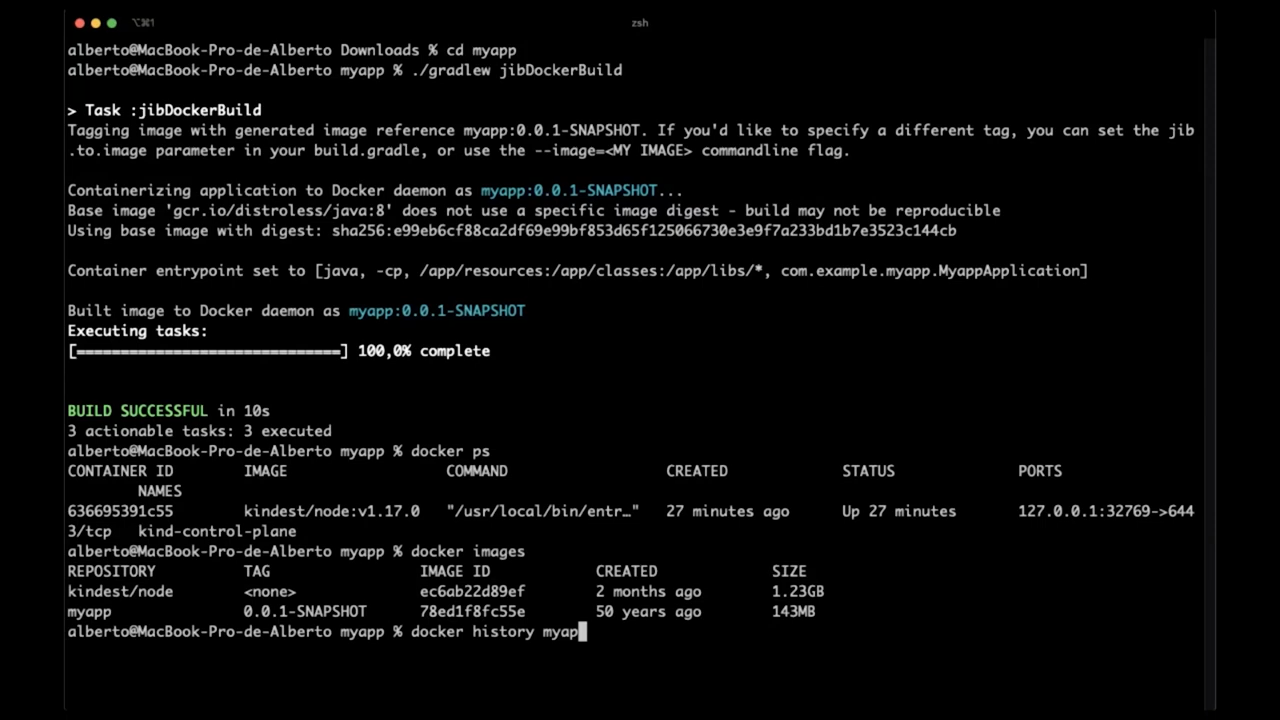 ⌥⌘1
zsh
alberto@MacBook-Pro-de-Alberto Downloads % cd myapp
alberto@MacBook-Pro-de-Alberto myapp % ./gradlew jibDockerBuild
> Task :jibDockerBuild
Tagging image with generated image reference myapp:0.0.1-SNAPSHOT. If you'd like to specify a different tag, you can set the jib
.to.image parameter in your build.gradle, or use the --image=<MY IMAGE> commandline flag.
Containerizing application to Docker daemon as myapp:0.0.1-SNAPSHOT...
Base image 'gcr.io/distroless/java:8' does not use a specific image digest - build may not be reproducible
Using base image with digest: sha256:e99eb6cf88ca2df69e99bf853d65f125066730e3e9f7a233bd1b7e3523c144cb
Container entrypoint set to [java, -cp, /app/resources:/app/classes:/app/libs/*, com.example.myapp.MyappApplication]
Built image to Docker daemon as myapp:0.0.1-SNAPSHOT
Executing tasks:
[==============================] 100,0% complete
BUILD SUCCESSFUL in 10s
3 actionable tasks: 3 executed
alberto@MacBook-Pro-de-Alberto myapp % docker ps
CONTAINER ID        IMAGE                  COMMAND                  CREATED             STATUS              PORTS
        NAMES
636695391c55        kindest/node:v1.17.0   "/usr/local/bin/entr…"   27 minutes ago      Up 27 minutes       127.0.0.1:32769->644
3/tcp   kind-control-plane
alberto@MacBook-Pro-de-Alberto myapp % docker images
REPOSITORY          TAG                 IMAGE ID            CREATED             SIZE
kindest/node        <none>              ec6ab22d89ef        2 months ago        1.23GB
myapp               0.0.1-SNAPSHOT      78ed1f8fc55e        50 years ago        143MB
alberto@MacBook-Pro-de-Alberto myapp % docker history myap